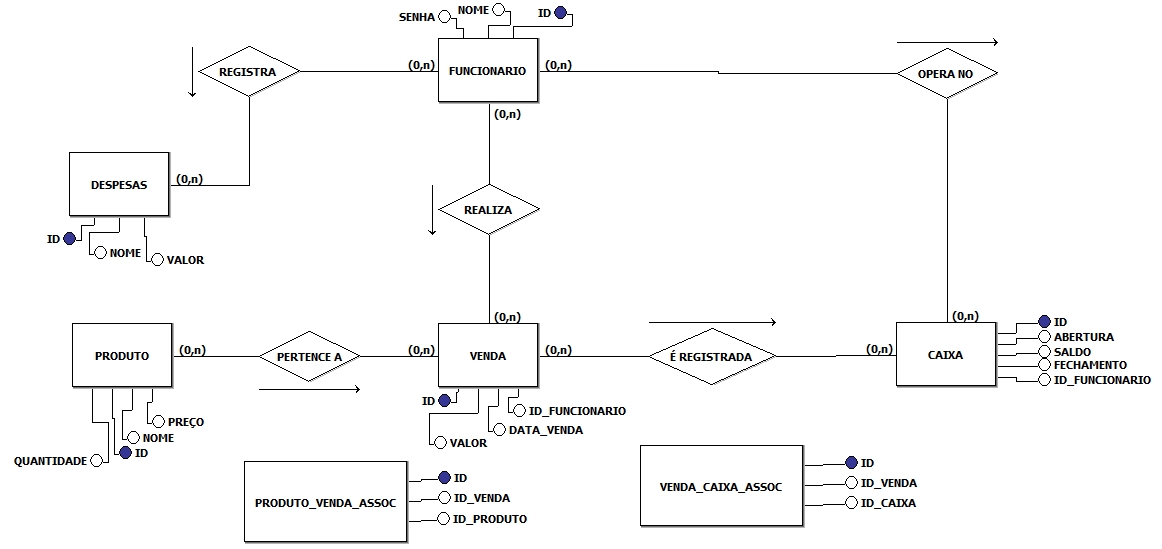 SENHA
NOME
ID
REGISTRA
(0,n)
FUNCIONARIO
(0,n)
OPERA NO
(0,n)
DESPESAS
(0,n)
REALIZA
ID
NOME
VALOR
(0,n)
(0,n)
PRODUTO
(0,n)
PERTENCE A
(0,n)
VENDA
(0,n)
É REGISTRADA
(0,n)
CAIXA
ID
ABERTURA
SALDO
FECHAMENTO
ID_FUNCIONARIO
ID
ID_FUNCIONARIO
DATA_VENDA
VALOR
PREÇO
NOME
ID
QUANTIDADE
PRODUTO_VENDA_ASSOC
ID
ID_VENDA
ID_PRODUTO
VENDA_CAIXA_ASSOC
ID
ID_VENDA
ID_CAIXA